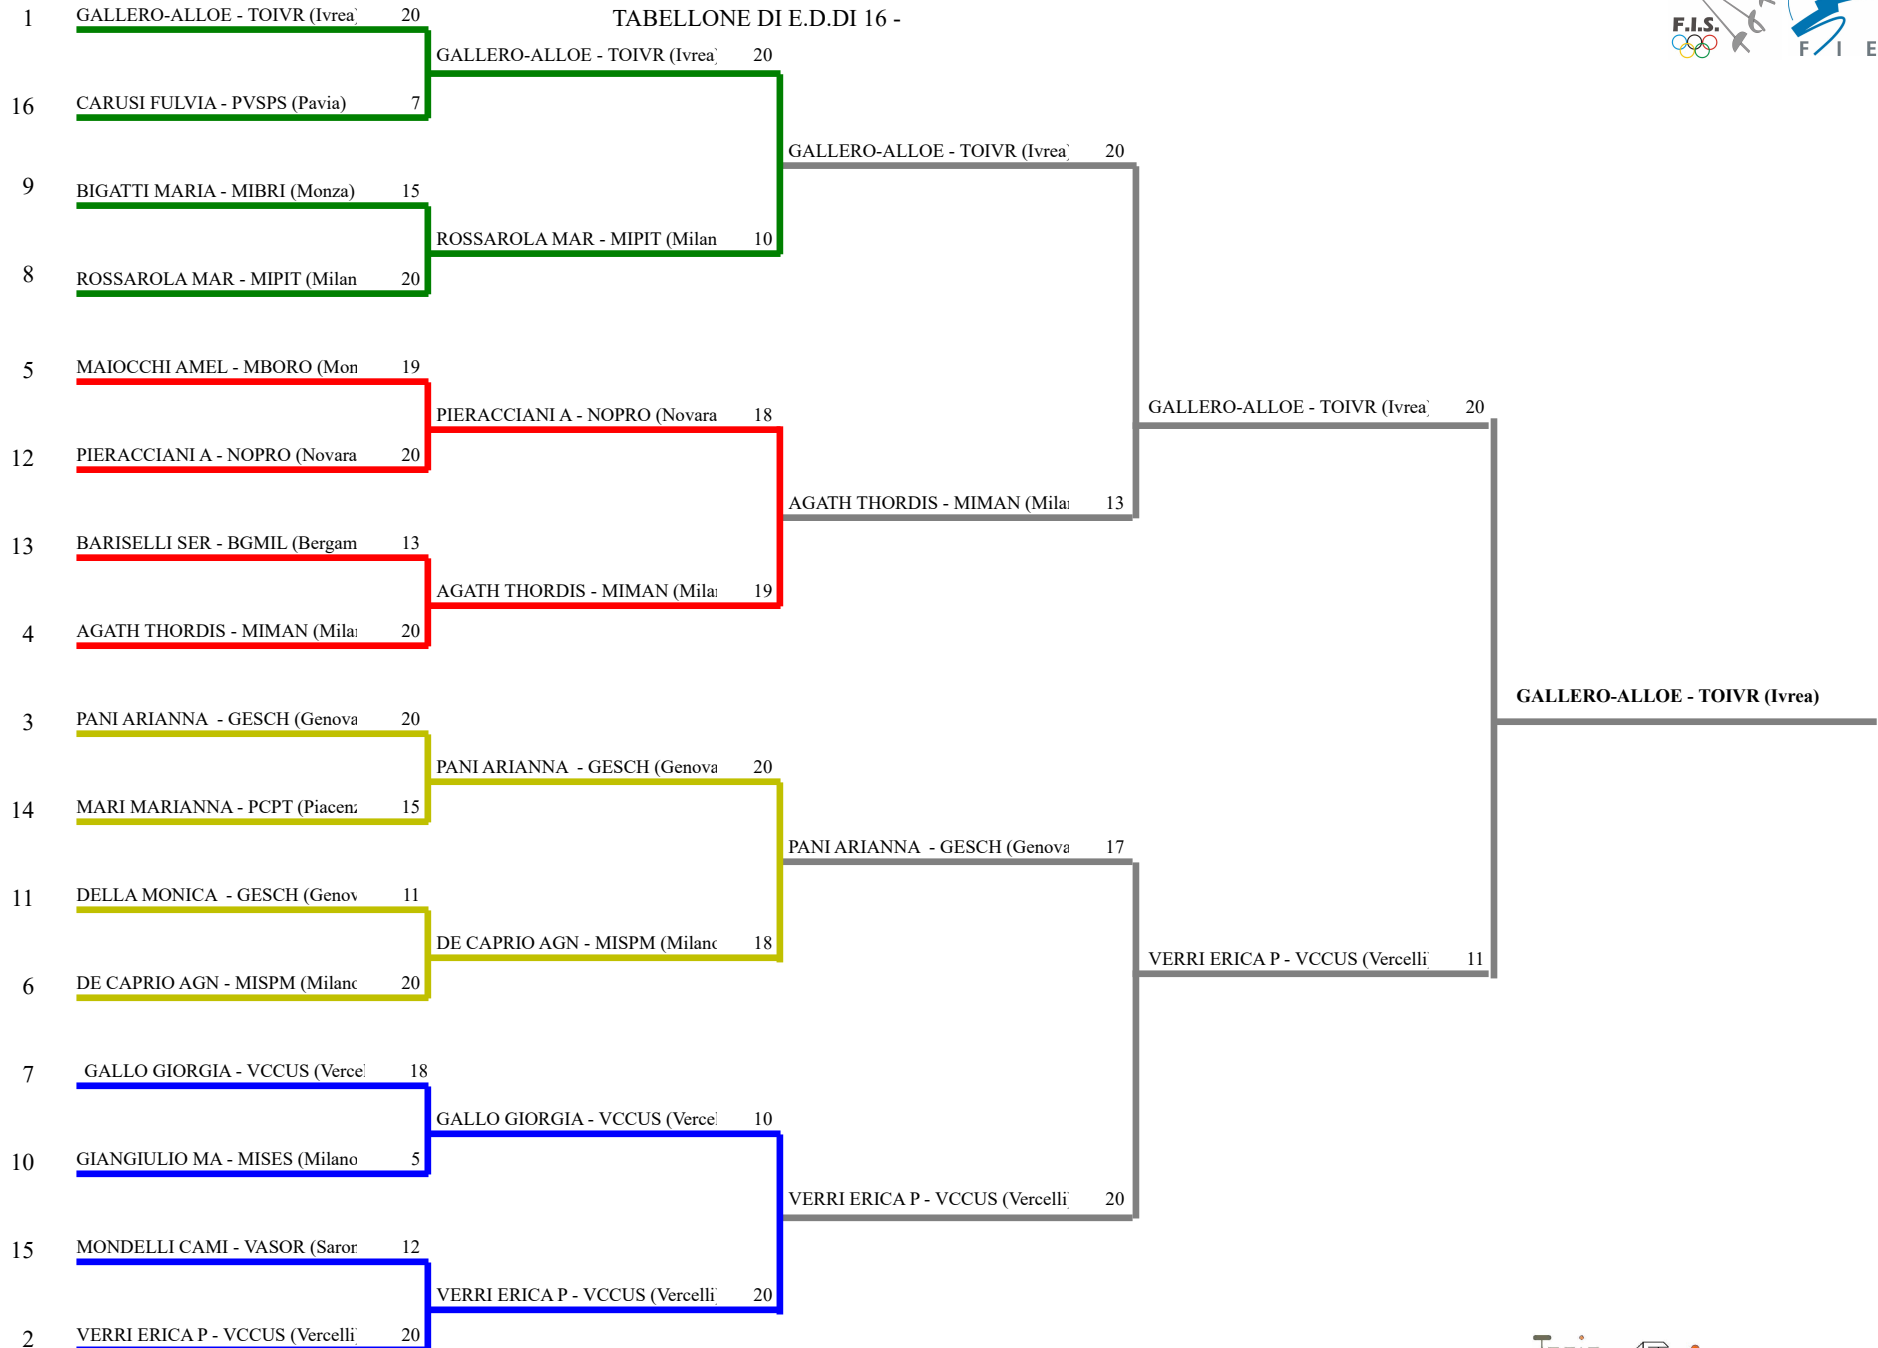 TABELLONE DI E.D.DI 16 -
F.I.S.
F I E
1 GALLERO-ALLOE - TOIVR (Ivrea) 20
GALLERO-ALLOE - TOIVR (Ivrea) 20
16 CARUSI FULVIA - PVSPS (Pavia) 7
GALLERO-ALLOE - TOIVR (Ivrea) 20
9 BIGATTI MARIA - MIBRI (Monza) 15
ROSSAROLA MAR - MIPIT (Milan 10
8 ROSSAROLA MAR - MIPIT (Milan 20
5 MAIOCCHI AMEL - MBORO (Mon 19
PIERACCIANI A - NOPRO (Novara 18
GALLERO-ALLOE - TOIVR (Ivrea) 20
12 PIERACCIANI A - NOPRO (Novara 20
AGATH THORDIS - MIMAN (Mila 13
13 BARISELLI SER - BGMIL (Bergam 13
AGATH THORDIS - MIMAN (Mila 19
4 AGATH THORDIS - MIMAN (Mila 20
GALLERO-ALLOE - TOIVR (Ivrea)
3 PANI ARIANNA - GESCH (Genova 20
PANI ARIANNA - GESCH (Genova 20
14 MARI MARIANNA - PCPT (Piacenz 15
PANI ARIANNA - GESCH (Genova 17
11 DELLA MONICA - GESCH (Genov 11
DE CAPRIO AGN - MISPM (Milano 18
VERRI ERICA P - VCCUS (Vercelli) 11
6 DE CAPRIO AGN - MISPM (Milano 20
7 GALLO GIORGIA - VCCUS (Vercel 18
GALLO GIORGIA - VCCUS (Vercel 10
10 GIANGIULIO MA - MISES (Milano 5
VERRI ERICA P - VCCUS (Vercelli) 20
15 MONDELLI CAMI - VASOR (Saron 12
VERRI ERICA P - VCCUS (Vercelli) 20
2 VERRI ERICA P - VCCUS (Vercelli) 20